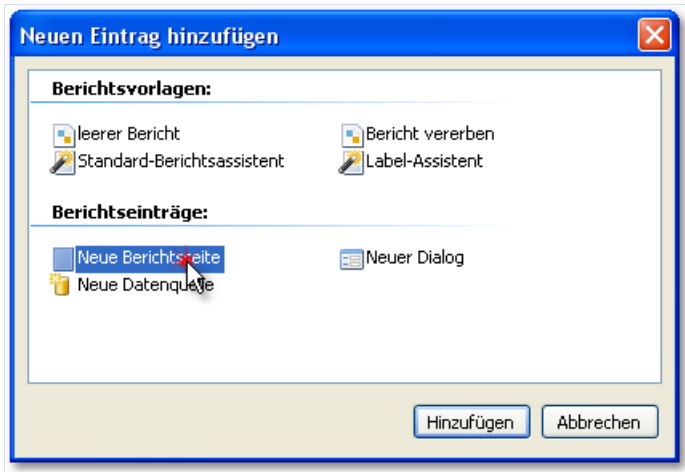 Neuen Eintrag hinzufügen
Berichtsvorlagen:
leerer Bericht Bericht vererben
Standard-Berichtsassistent Label-Assistent
Berichtseinträge:
Neue Berichtsseite Neuer Dialog
Neue Datenquelle
Hinzufügen Abbrechen